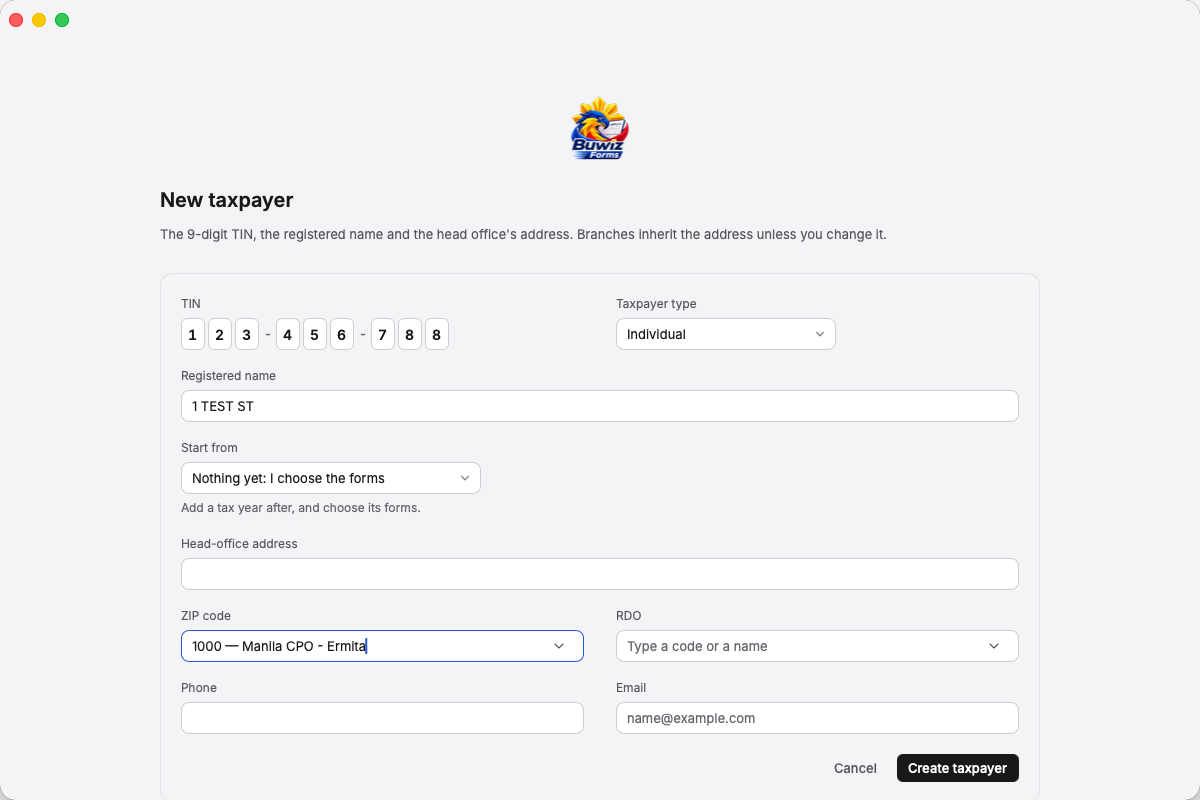 Buwiz
Forms
New taxpayer
The 9-digit TIN, the registered name and the head office's address. Branches inherit the address unless you change it.
TIN
Taxpayer type
1 2 3 - 4 5 6 - 7 8 8
Individual
Registered name
1 TEST ST
Start from
Nothing yet: I choose the forms
Add a tax year after, and choose its forms.
Head-office address
ZIP code
RDO
1000 — Manila CPO - Ermita
Type a code or a name
Phone
Email
name@example.com
Cancel
Create taxpayer